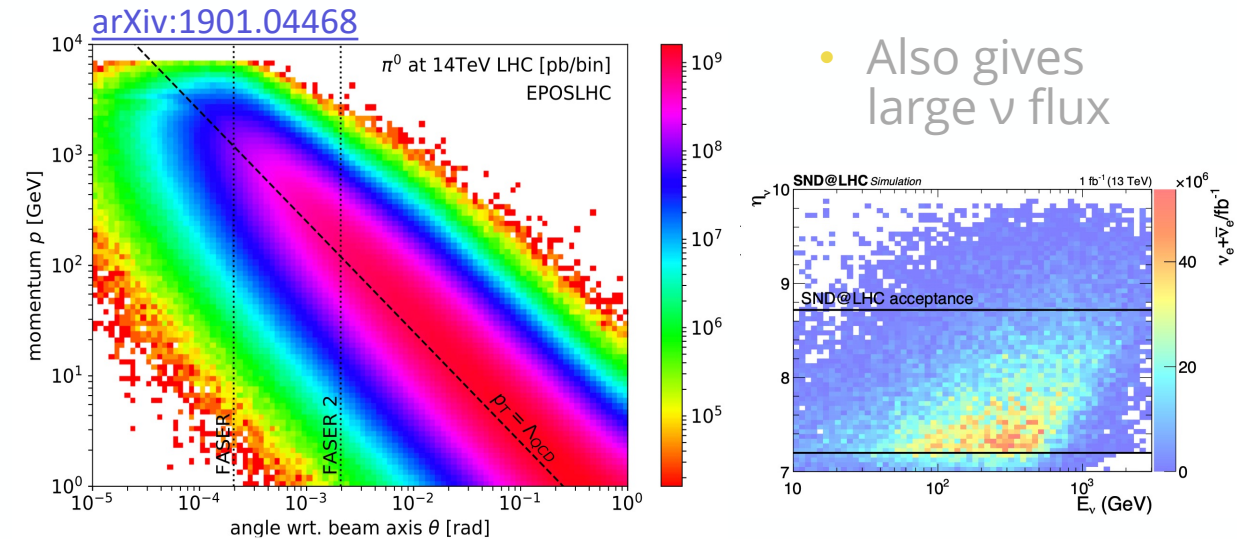 arXiv:1901.04468
π⁰ at 14TeV LHC [pb/bin]
EPOSLHC
momentum p [GeV]
10⁴
10³
10²
10¹
10⁰
FASER
FASER 2
p_T = Λ_QCD
10⁻⁵ 10⁻⁴ 10⁻³ 10⁻² 10⁻¹ 10⁰
angle wrt. beam axis θ [rad]
10⁹
10⁸
10⁷
10⁶
10⁵
• Also gives
large ν flux
SND@LHC Simulation 1 fb⁻¹ (13 TeV)
η_ν
10
9
8
7
SND@LHC acceptance
10 10² 10³
E_ν (GeV)
×10⁶
40
20
0
ν_e+ν̄_e/fb⁻¹